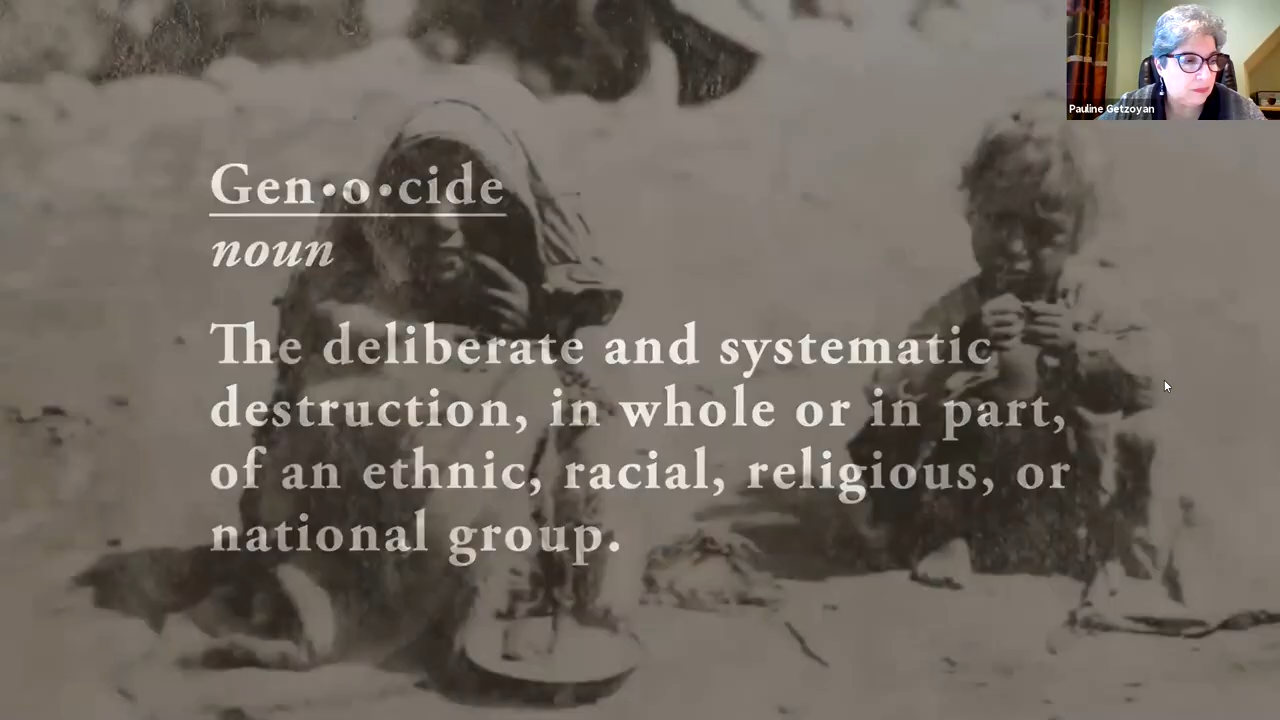 Pauline Getzoyan
Gen•o•cide
noun
The deliberate and systematic
destruction, in whole or in part,
of an ethnic, racial, religious, or
national group.